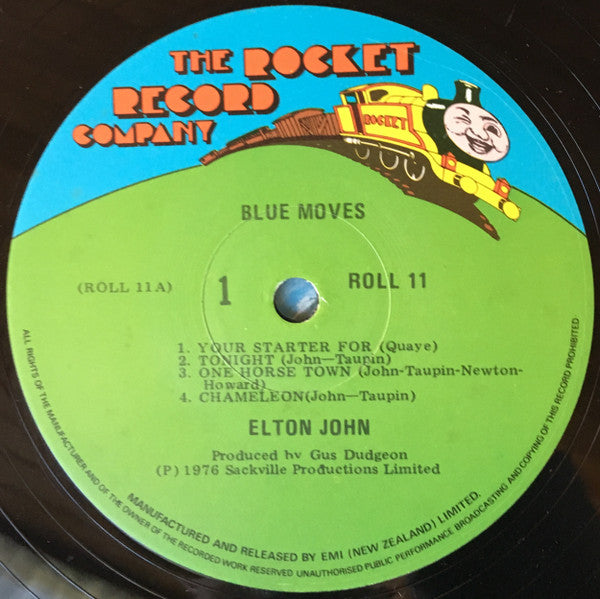 THE ROCKET
RECORD
COMPANY
ROCKET
BLUE MOVES
(ROLL 11A)
1
ROLL 11
1. YOUR STARTER FOR (Quaye)
2. TONIGHT (John—Taupin)
3. ONE HORSE TOWN (John-Taupin-Newton-
Howard)
4. CHAMELEON(John—Taupin)
ELTON JOHN
Produced by Gus Dudgeon
(P) 1976 Sackville Productions Limited
MANUFACTURED AND RELEASED BY EMI (NEW ZEALAND) LIMITED.
ALL RIGHTS OF THE MANUFACTURER AND OF THE OWNER OF THE RECORDED WORK RESERVED UNAUTHORISED PUBLIC PERFORMANCE BROADCASTING AND COPYING OF THIS RECORD PROHIBITED